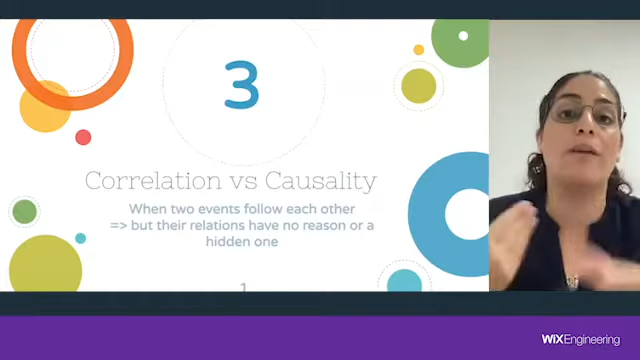 3
Correlation vs Causality
When two events follow each other
=> but their relations have no reason or a
hidden one
1
WIXEngineering